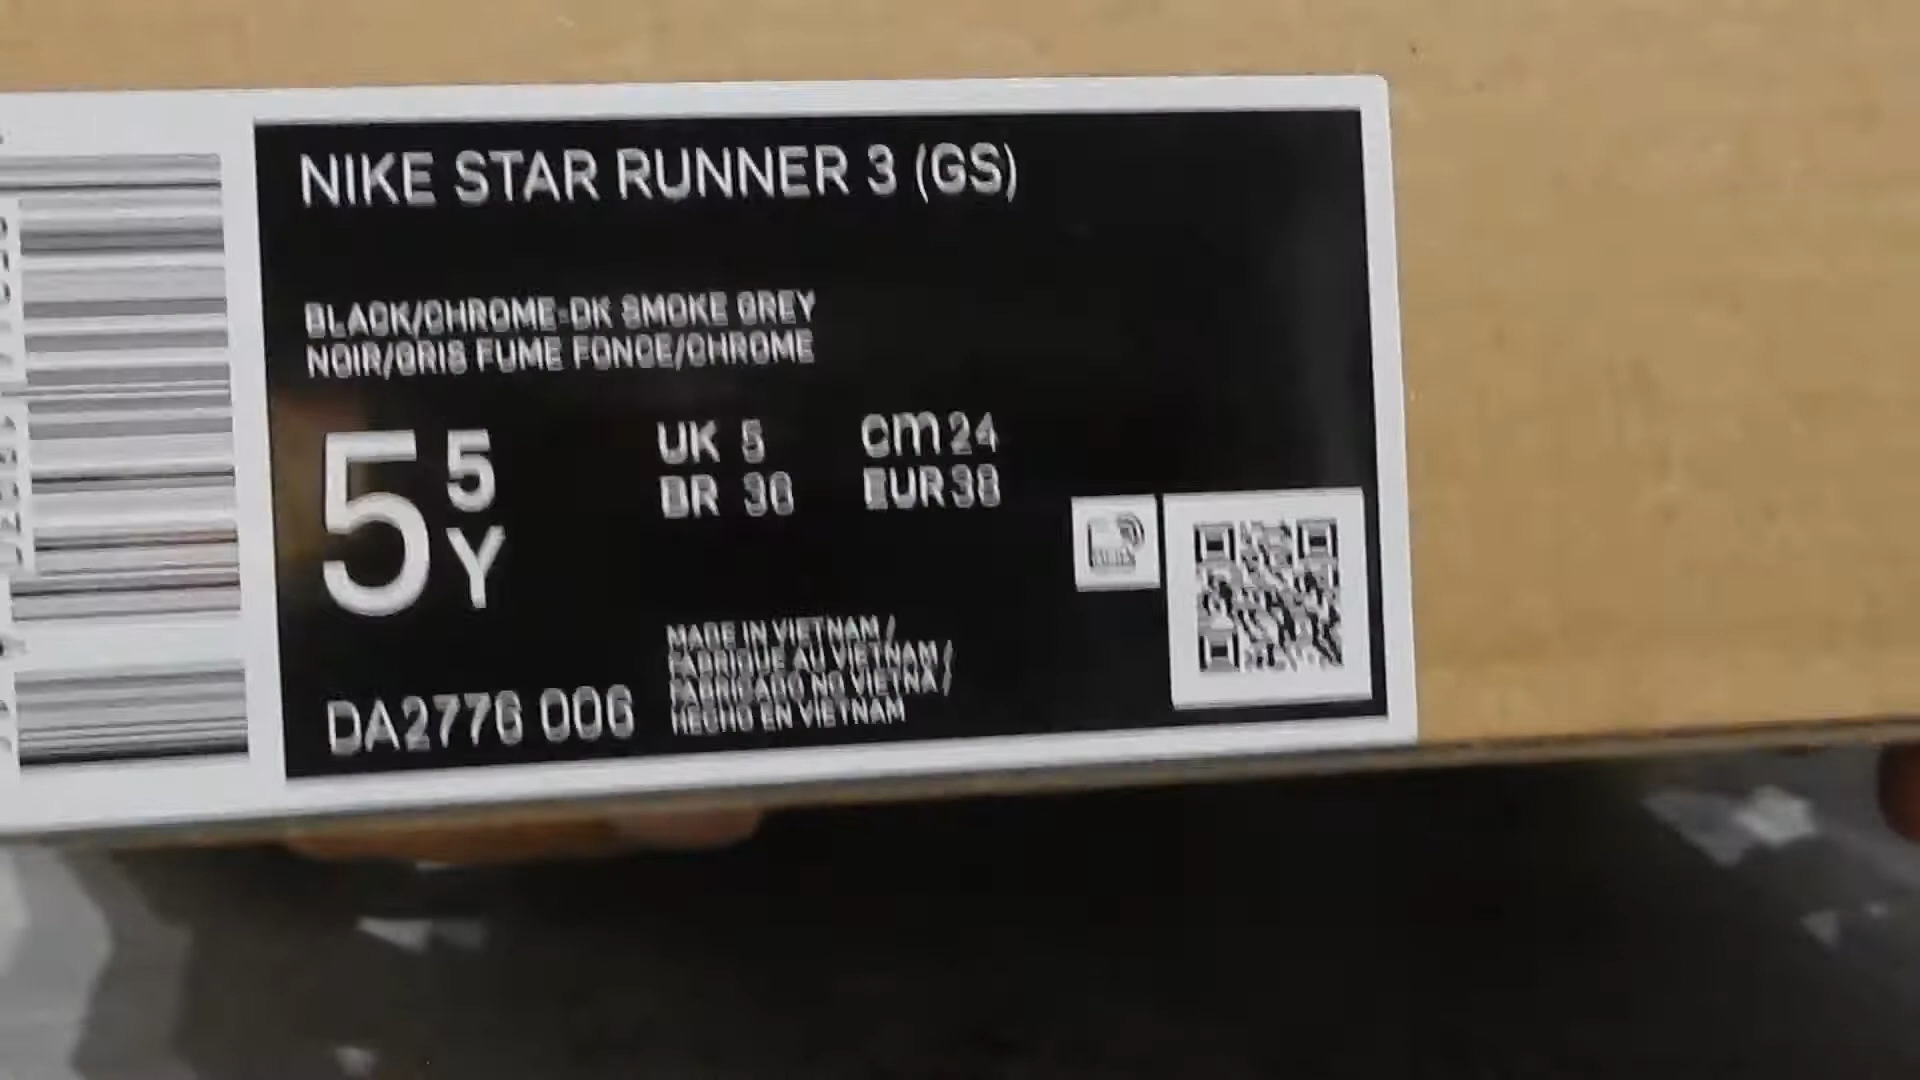 NIKE STAR RUNNER 3 (GS)
BLACK/CHROME-DK SMOKE GREY
NOIR/GRIS FUME FONCE/CHROME
5 5 Y
UK 5 cm 24
BR 36 EUR 38
MADE IN VIETNAM /
FABRIQUE AU VIETNAM /
FABRICADO NO VIETNA /
HECHO EN VIETNAM
DA2776 006